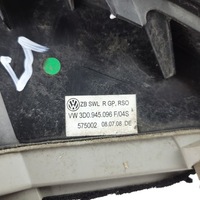 ZB SWL R GP, RSO
VW 3D0.945.096 F/04S
575002 08.07.08 DE